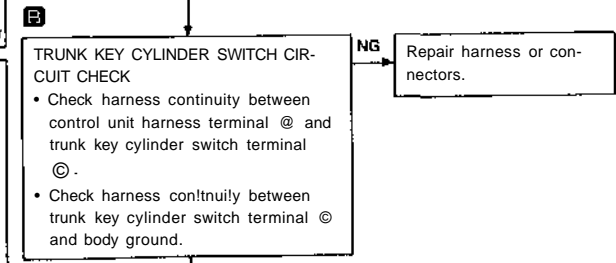 B
TRUNK KEY CYLINDER SWITCH CIR-
CUIT CHECK
• Check harness continuity between
control unit harness terminal @ and
trunk key cylinder switch terminal
© .
• Check harness con!tnui!y between
trunk key cylinder switch terminal ©
and body ground.
NG
Repair harness or con-
nectors.